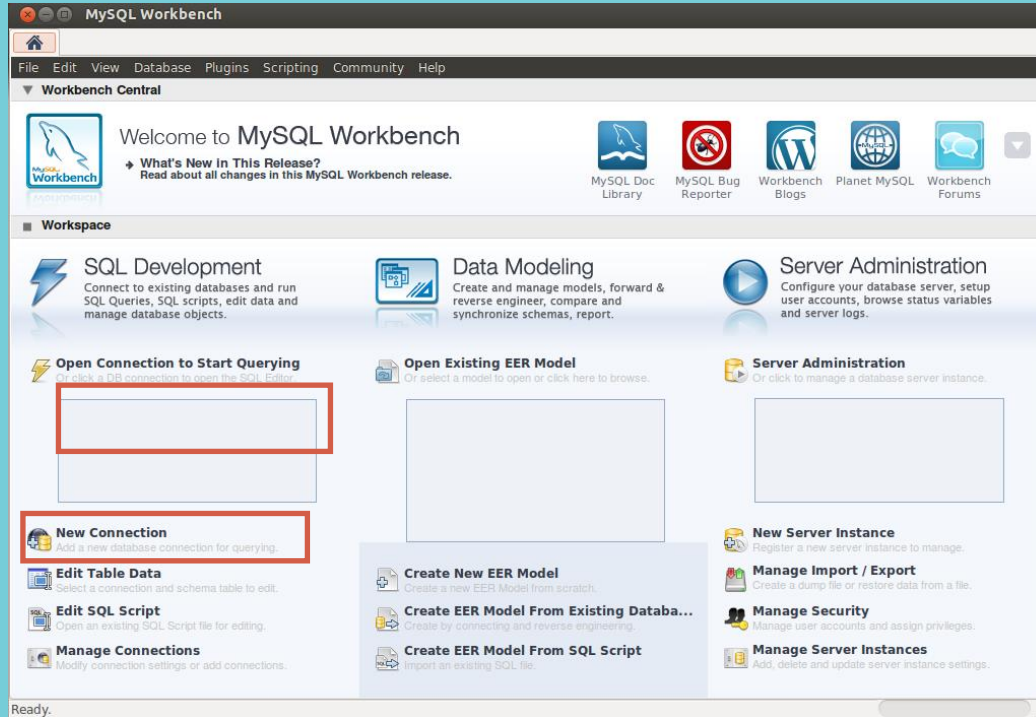 MySQL Workbench
File Edit View Database Plugins Scripting Community Help
Workbench Central
MySQL
Workbench
Welcome to MySQL Workbench
What's New in This Release?
Read about all changes in this MySQL Workbench release.
MySQL Doc
Library
MySQL Bug
Reporter
Workbench
Blogs
MySQL
Planet MySQL
Workbench
Forums
Workspace
SQL Development
Connect to existing databases and run
SQL Queries, SQL scripts, edit data and
manage database objects.
Data Modeling
Create and manage models, forward &
reverse engineer, compare and
synchronize schemas, report.
Server Administration
Configure your database server, setup
user accounts, browse status variables
and server logs.
Open Connection to Start Querying
Or click a DB connection to open the SQL Editor.
New Connection
Add a new database connection for querying.
Edit Table Data
Select a connection and schema table to edit.
SQL
Edit SQL Script
Open an existing SQL Script file for editing.
Manage Connections
Modify connection settings or add connections.
Open Existing EER Model
Or select a model to open or click here to browse.
Create New EER Model
Create a new EER Model from scratch.
Create EER Model From Existing Databa...
Create by connecting and reverse engineering.
Create EER Model From SQL Script
Import an existing SQL file.
Server Administration
Or click to manage a database server instance.
New Server Instance
Register a new server instance to manage.
Manage Import / Export
Create a dump file or restore data from a file.
Manage Security
Manage user accounts and assign privileges.
Manage Server Instances
Add, delete and update server instance settings.
Ready.